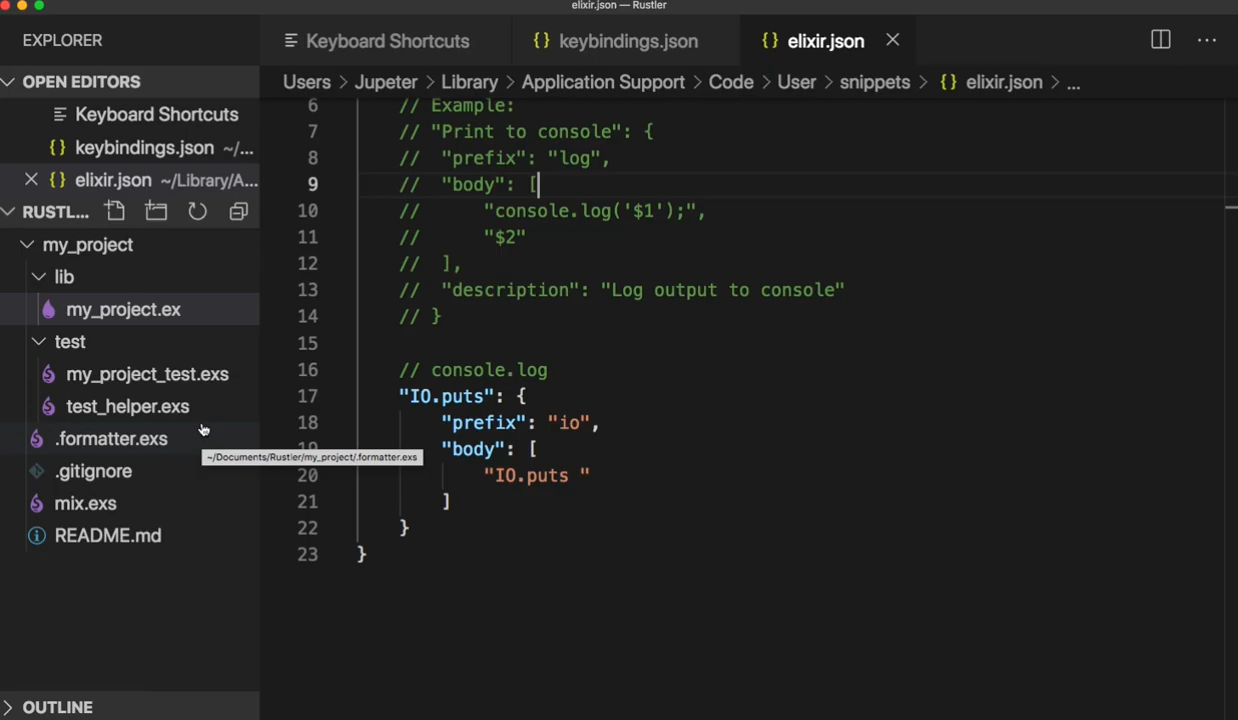 elixir.json — Rustler
EXPLORER
Keyboard Shortcuts
{} keybindings.json
{} elixir.json
OPEN EDITORS
Keyboard Shortcuts
{} keybindings.json ~/...
{} elixir.json ~/Library/A...
RUSTL...
my_project
lib
my_project.ex
test
my_project_test.exs
test_helper.exs
.formatter.exs
.gitignore
mix.exs
README.md
OUTLINE
Users > Jupeter > Library > Application Support > Code > User > snippets > {} elixir.json > ...
6 // Example:
7 // "Print to console": {
8 // "prefix": "log",
9 // "body": [
10 // "console.log('$1');",
11 // "$2"
12 // ],
13 // "description": "Log output to console"
14 // }
15
16 // console.log
17 "IO.puts": {
18 "prefix": "io",
19 "body": [
20 "IO.puts "
21 ]
22 }
23 }
~/Documents/Rustler/my_project/.formatter.exs